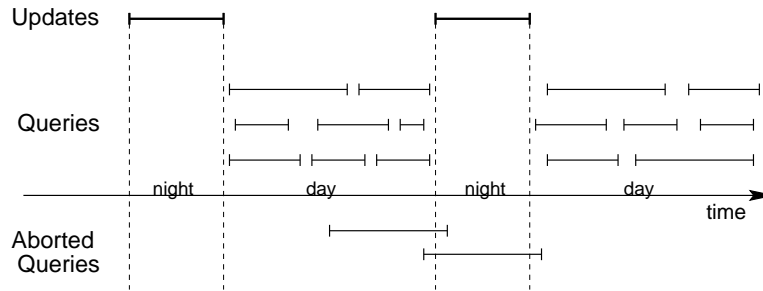 Updates
Queries
night day night day
time
Aborted
Queries